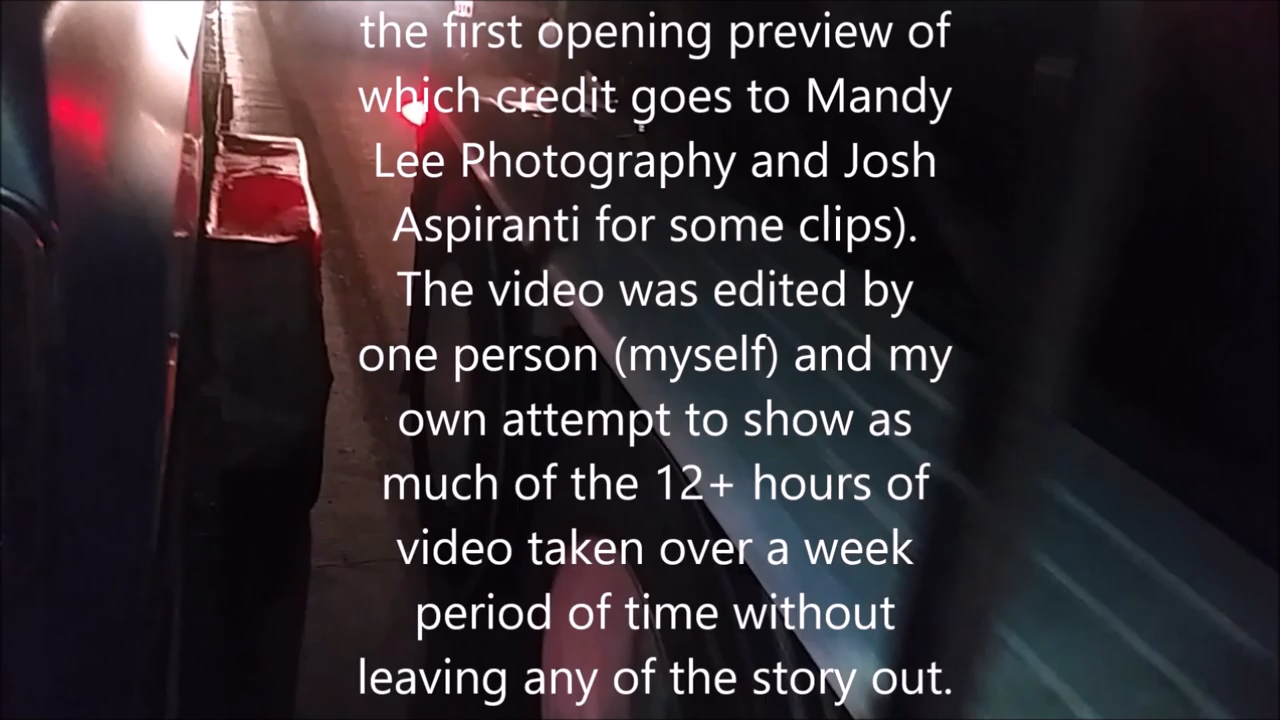 the first opening preview of
which credit goes to Mandy
Lee Photography and Josh
Aspiranti for some clips).
The video was edited by
one person (myself) and my
own attempt to show as
much of the 12+ hours of
video taken over a week
period of time without
leaving any of the story out.